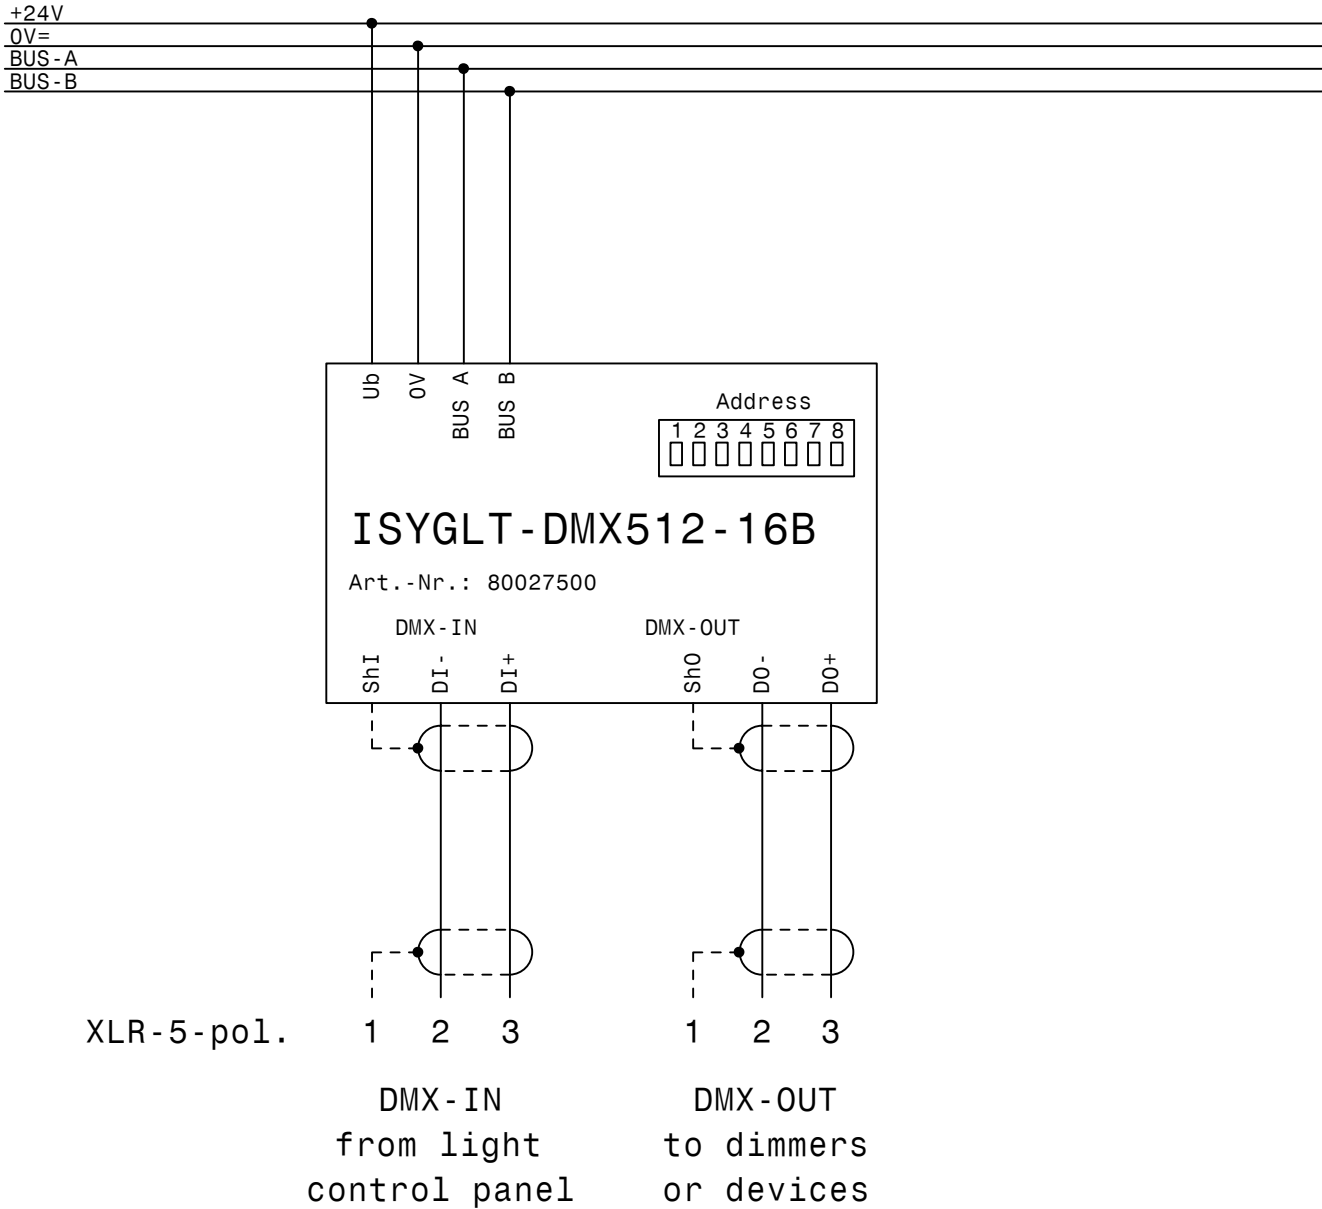 +24V
0V=
BUS-A
BUS-B
Ub 0V BUS A BUS B
Address
1 2 3 4 5 6 7 8
ISYGLT-DMX512-16B
Art.-Nr.: 80027500
DMX-IN DMX-OUT
ShI DI- DI+ ShO DO- DO+
XLR-5-pol. 1 2 3 1 2 3
DMX-IN DMX-OUT
from light to dimmers
control panel or devices